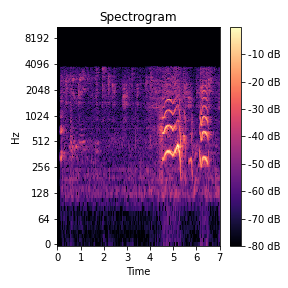 Spectrogram
8192
4096
2048
1024
512
256
128
64
0
Hz
0 1 2 3 4 5 6 7
Time
-10 dB
-20 dB
-30 dB
-40 dB
-50 dB
-60 dB
-70 dB
-80 dB